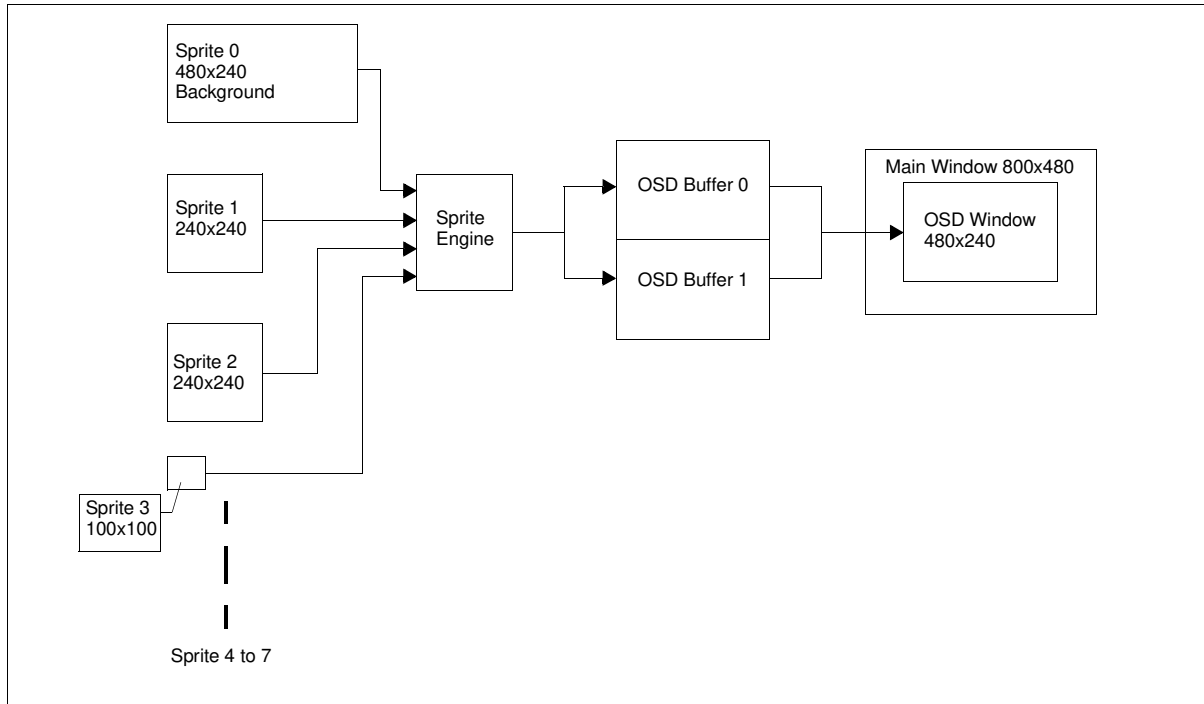 Sprite 0
480x240
Background
Sprite 1
240x240
Sprite 2
240x240
Sprite 3
100x100
Sprite 4 to 7
Sprite
Engine
OSD Buffer 0
OSD Buffer 1
Main Window 800x480
OSD Window
480x240